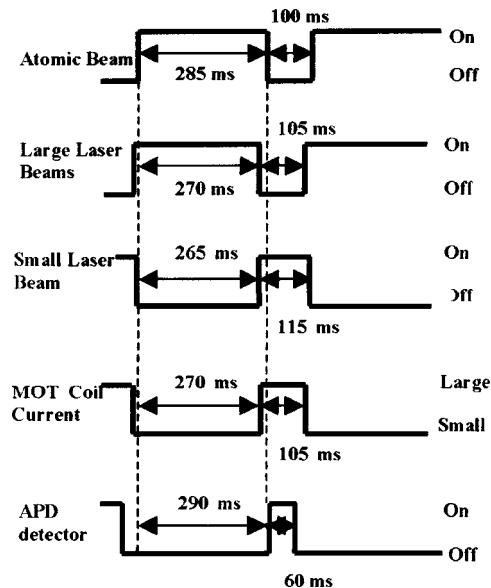 100 ms
On
Atomic Beam
285 ms
Off
105 ms
Large Laser
Beams
On
270 ms
Off
Small Laser
Beam
265 ms
On
Off
115 ms
MOT Coil
Current
270 ms
Large
Small
105 ms
APD
detector
290 ms
On
Off
60 ms